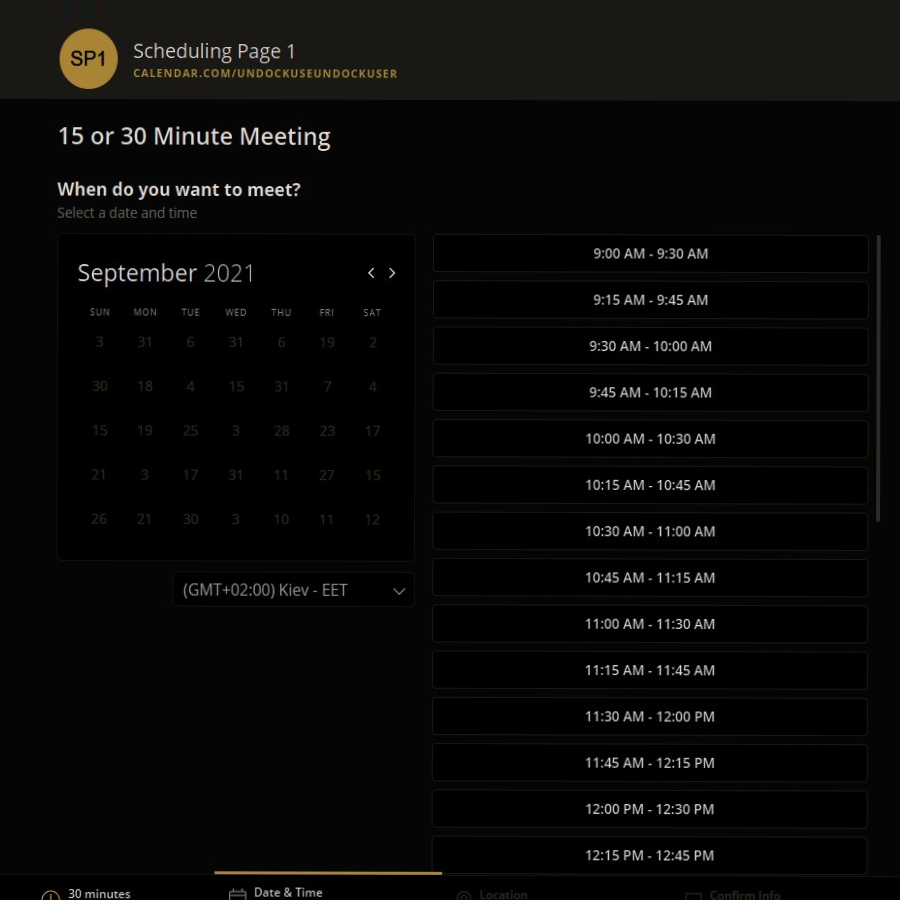 SP1
Scheduling Page 1
CALENDAR.COM/UNDOCKUSEUNDOCKUSER
15 or 30 Minute Meeting
When do you want to meet?
Select a date and time
September 2021
SUN MON TUE WED THU FRI SAT
3 31 6 31 6 19 2
30 18 4 15 31 7 4
15 19 25 3 28 23 17
21 3 17 31 11 27 15
26 21 30 3 10 11 12
(GMT+02:00) Kiev - EET
9:00 AM - 9:30 AM
9:15 AM - 9:45 AM
9:30 AM - 10:00 AM
9:45 AM - 10:15 AM
10:00 AM - 10:30 AM
10:15 AM - 10:45 AM
10:30 AM - 11:00 AM
10:45 AM - 11:15 AM
11:00 AM - 11:30 AM
11:15 AM - 11:45 AM
11:30 AM - 12:00 PM
11:45 AM - 12:15 PM
12:00 PM - 12:30 PM
12:15 PM - 12:45 PM
30 minutes
Date & Time
Location
Confirm Info